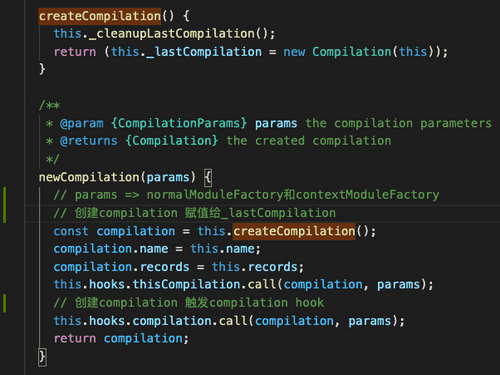 createCompilation() {
this._cleanupLastCompilation();
return (this._lastCompilation = new Compilation(this));
}
/**
* @param {CompilationParams} params the compilation parameters
* @returns {Compilation} the created compilation
*/
newCompilation(params) {
// params => normalModuleFactory和contextModuleFactory
// 创建compilation 赋值给_lastCompilation
const compilation = this.createCompilation();
compilation.name = this.name;
compilation.records = this.records;
this.hooks.thisCompilation.call(compilation, params);
// 创建compilation 触发compilation hook
this.hooks.compilation.call(compilation, params);
return compilation;
}